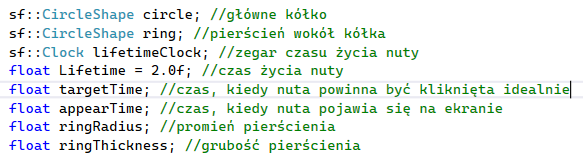 sf::CircleShape circle; //główne kółko
sf::CircleShape ring; //pierścień wokół kółka
sf::Clock lifetimeClock; //zegar czasu życia nuty
float Lifetime = 2.0f; //czas życia nuty
float targetTime; //czas, kiedy nuta powinna być kliknięta idealnie
float appearTime; //czas, kiedy nuta pojawia się na ekranie
float ringRadius; //promień pierścienia
float ringThickness; //grubość pierścienia